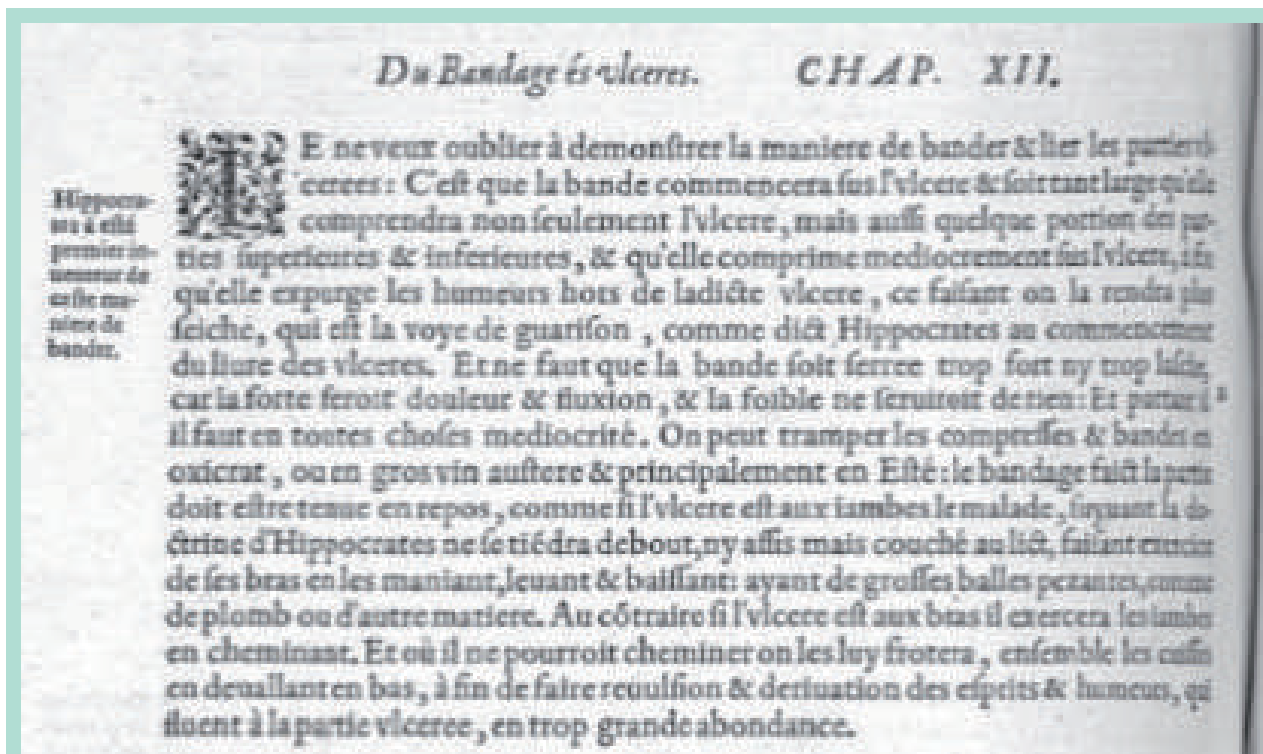 Du Bandage és vlceres. CHAP. XII.
Hippocra-
tes a esté
premier in-
uenteur de
ceste ma-
niere de
bander.
IE ne veux oublier à demonſtrer la maniere de bander & lier les parties vl-
cerees: C'eſt que la bande commencera ſus l'vlcere & ſoit tant large qu'elle
comprendra non ſeulement l'vlcere, mais auſſi quelque portion des par-
ties ſuperieures & inferieures, & qu'elle comprime mediocrement ſus l'vlcere,
qu'elle expurge les humeurs hors de ladicte vlcere, ce faiſant on la rendra plus
ſeiche, qui eſt la voye de guariſon, comme dict Hippocrates au commencement
du liure des vlceres. Et ne faut que la bande ſoit ſerree trop fort ny trop laſche,
car la forte feroit douleur & fluxion, & la foible ne ſeruiroit de rien: Et partant
il faut en toutes choſes mediocrité. On peut tramper les compreſſes & bandes en
oxicrat, ou en gros vin auſtere & principalement en Eſté: le bandage faict la partie
doit eſtre tenue en repos, comme ſi l'vlcere eſt aux iambes le malade, ſuyuant la do-
ctrine d'Hippocrates ne ſe tiẽdra debout, ny aſſis mais couché au lict, faiſant exercice
de ſes bras en les maniant, leuant & baiſſant: ayant de groſſes balles pezantes, comme
de plomb ou d'autre matiere. Au cõtraire ſi l'vlcere eſt aux bras il exercera les iambes
en cheminant. Et où il ne pourroit cheminer on les luy frotera, enſemble les cuiſſes
en deuallant en bas, à fin de faire reuulſion & deriuation des eſprits & humeurs, qui
fluent à la partie vlceree, en trop grande abondance.